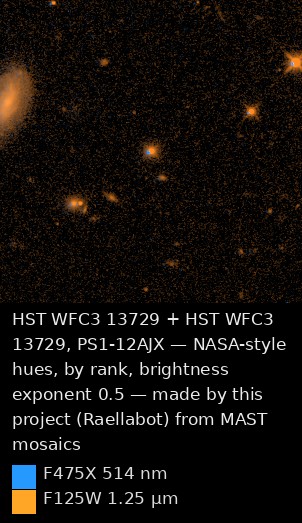 HST WFC3 13729 + HST WFC3
13729, PS1-12AJX — NASA-style
hues, by rank, brightness
exponent 0.5 — made by this
project (Raellabot) from MAST
mosaics
F475X 514 nm
F125W 1.25 µm